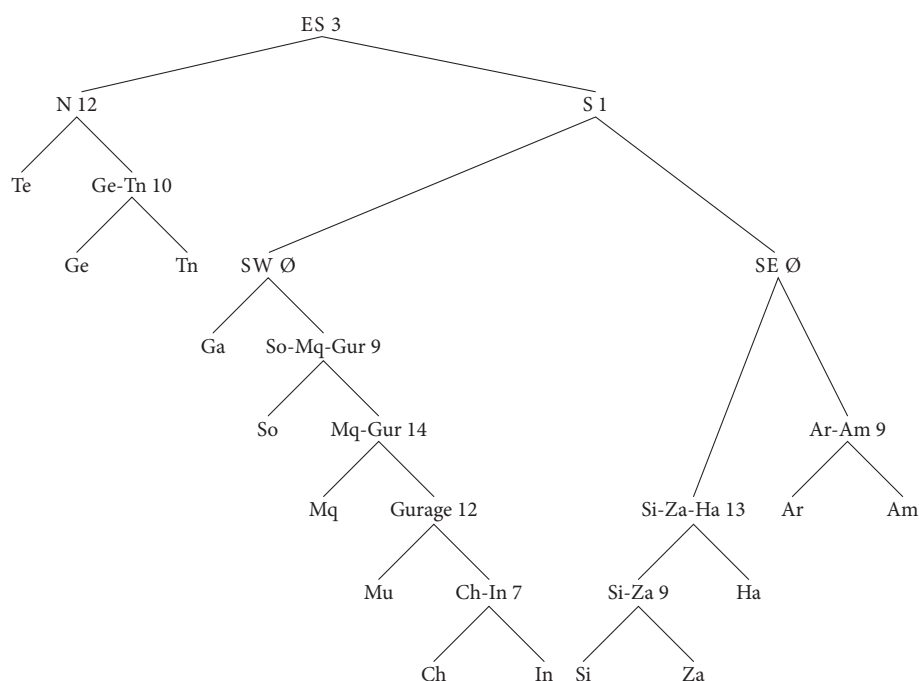 ES 3
N 12 S 1
Te Ge-Tn 10
Ge Tn SW Ø SE Ø
Ga So-Mq-Gur 9
So Mq-Gur 14 Ar-Am 9
Mq Gurage 12 Si-Za-Ha 13 Ar Am
Mu Ch-In 7 Si-Za 9 Ha
Ch In Si Za